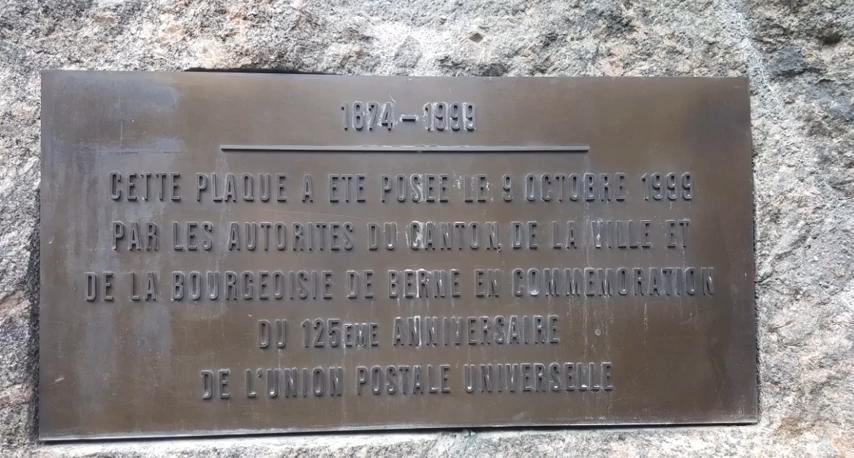 1874-1999
CETTE PLAQUE A ETE POSEE LE 9 OCTOBRE 1999
PAR LES AUTORITES DU CANTON, DE LA VILLE ET
DE LA BOURGEOISIE DE BERNE EN COMMEMORATION
DU 125EME ANNIVERSAIRE
DE L'UNION POSTALE UNIVERSELLE